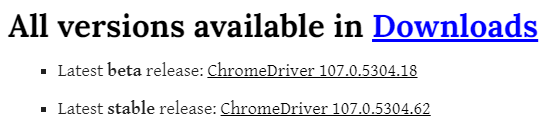 All versions available in Downloads
Latest beta release: ChromeDriver 107.0.5304.18
Latest stable release: ChromeDriver 107.0.5304.62